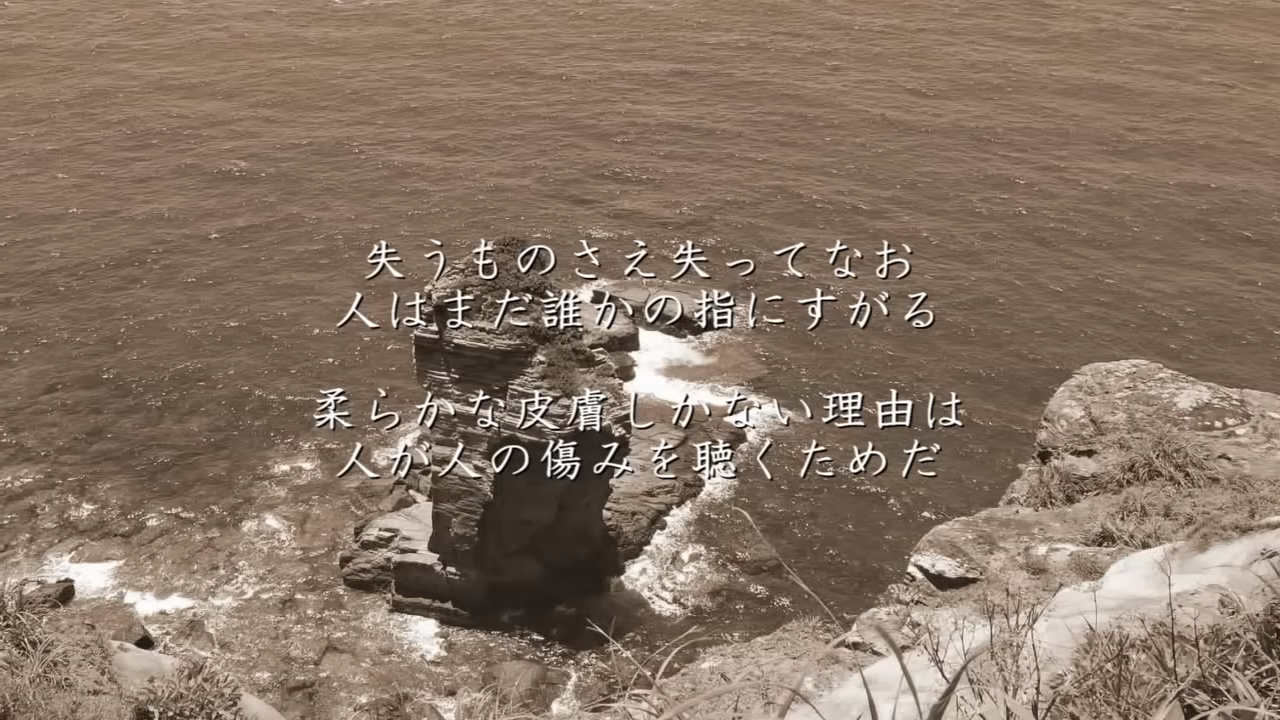 失うものさえ失ってなお
人はまだ誰かの指にすがる
柔らかな皮膚しかない理由は
人が人の傷みを聴くためだ